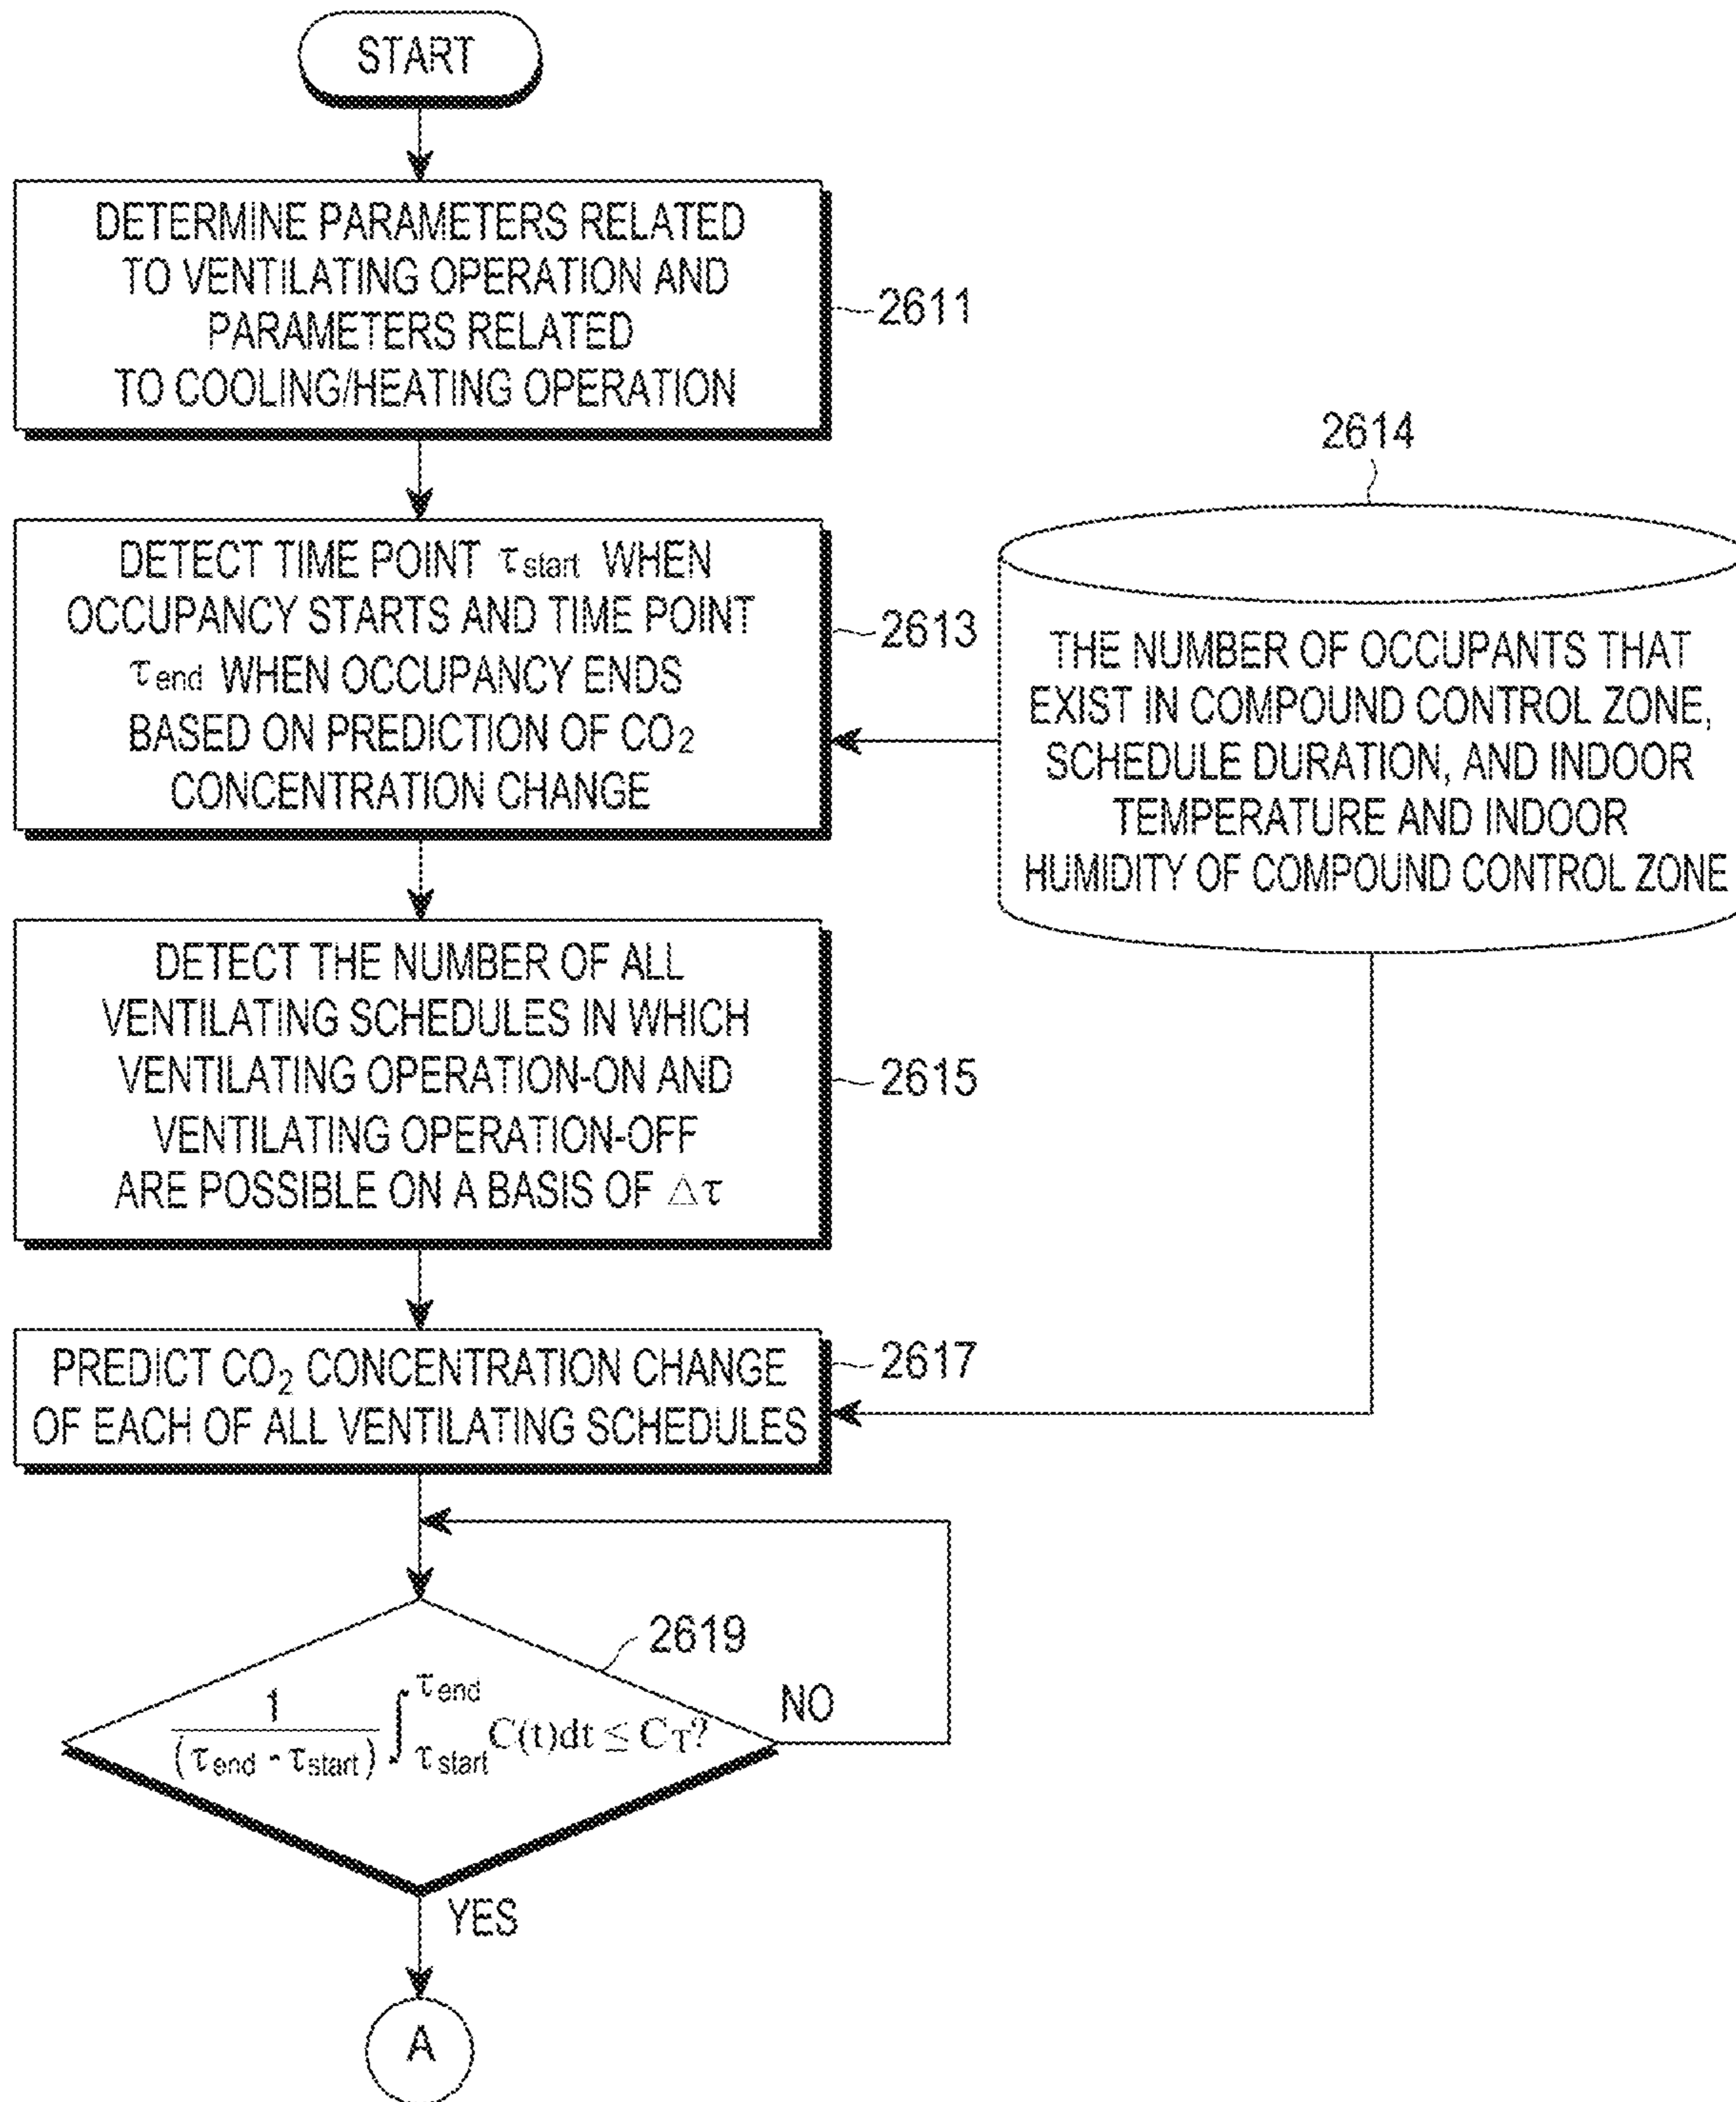 START
DETERMINE PARAMETERS RELATED
TO VENTILATING OPERATION AND
PARAMETERS RELATED
TO COOLING/HEATING OPERATION
2611
DETECT TIME POINT τstart WHEN
OCCUPANCY STARTS AND TIME POINT
τend WHEN OCCUPANCY ENDS
BASED ON PREDICTION OF CO2
CONCENTRATION CHANGE
2613
2614
THE NUMBER OF OCCUPANTS THAT
EXIST IN COMPOUND CONTROL ZONE,
SCHEDULE DURATION, AND INDOOR
TEMPERATURE AND INDOOR
HUMIDITY OF COMPOUND CONTROL ZONE
DETECT THE NUMBER OF ALL
VENTILATING SCHEDULES IN WHICH
VENTILATING OPERATION-ON AND
VENTILATING OPERATION-OFF
ARE POSSIBLE ON A BASIS OF △τ
2615
PREDICT CO2 CONCENTRATION CHANGE
OF EACH OF ALL VENTILATING SCHEDULES
2617
2619
1/(τend - τstart) ∫τstart^τend C(t)dt ≤ CT?
NO
YES
A